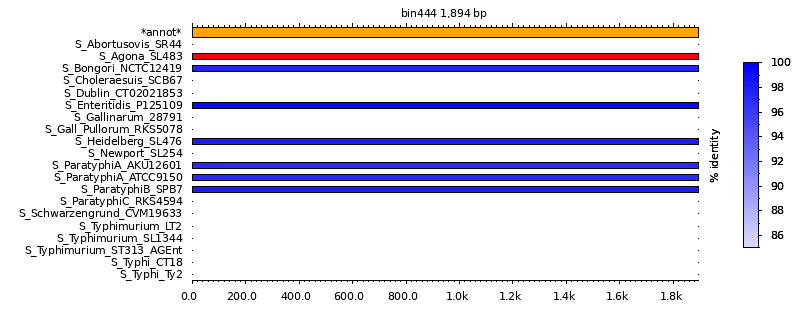 bin444 1,894 bp
*annot*
S_Abortusovis_SR44
S_Agona_SL483
S_Bongori_NCTC12419
S_Choleraesuis_SCB67
S_Dublin_CT02021853
S_Enteritidis_P125109
S_Gallinarum_28791
S_Gall_Pullorum_RKS5078
S_Heidelberg_SL476
S_Newport_SL254
S_ParatyphiA_AKU12601
S_ParatyphiA_ATCC9150
S_ParatyphiB_SPB7
S_ParatyphiC_RKS4594
S_Schwarzengrund_CVM19633
S_Typhimurium_LT2
S_Typhimurium_SL1344
S_Typhimurium_ST313_AGEnt
S_Typhi_CT18
S_Typhi_Ty2
0.0 200.0 400.0 600.0 800.0 1.0k 1.2k 1.4k 1.6k 1.8k
% identity
100
98
96
94
92
90
88
86